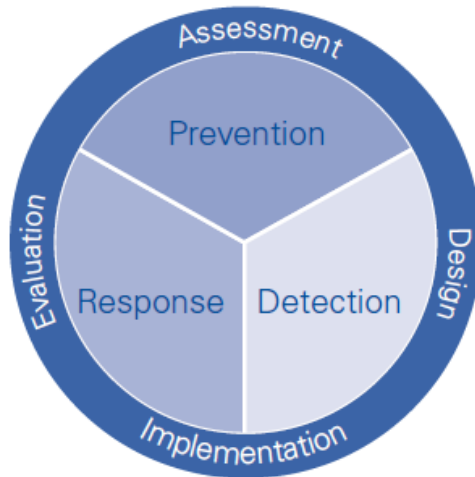 Assessment
Prevention
Evaluation
Design
Response
Detection
Implementation